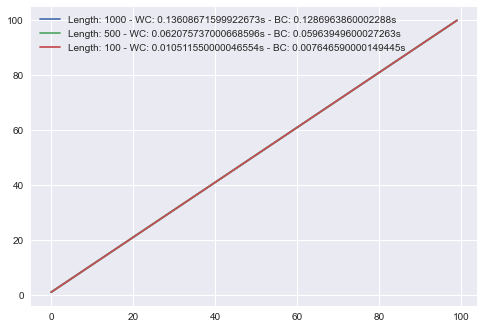 Length: 1000 - WC: 0.13608671599922673s - BC: 0.1286963860002288s
Length: 500 - WC: 0.062075737000668596s - BC: 0.05963949600027263s
Length: 100 - WC: 0.010511550000046554s - BC: 0.007646590000149445s
100
80
60
40
20
0
0 20 40 60 80 100